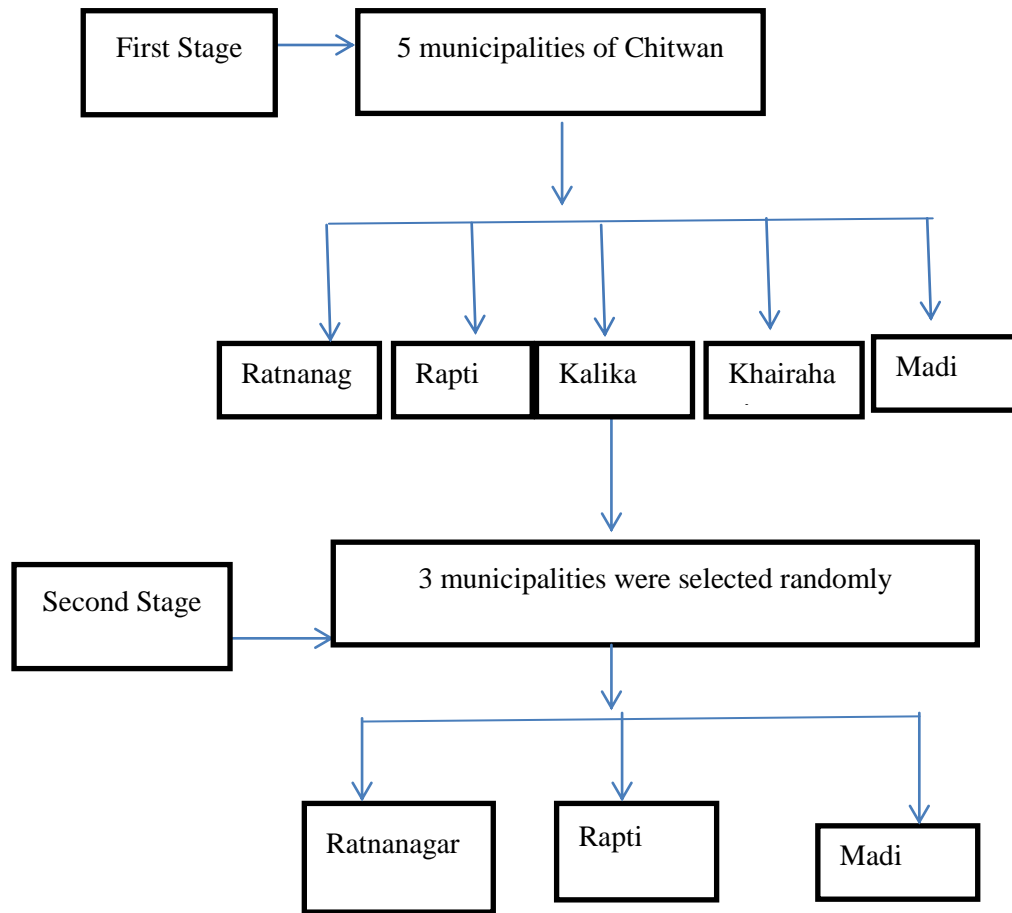 First Stage
5 municipalities of Chitwan
Ratnanag
Rapti
Kalika
Khairaha
Madi
3 municipalities were selected randomly
Second Stage
Ratnanagar
Rapti
Madi